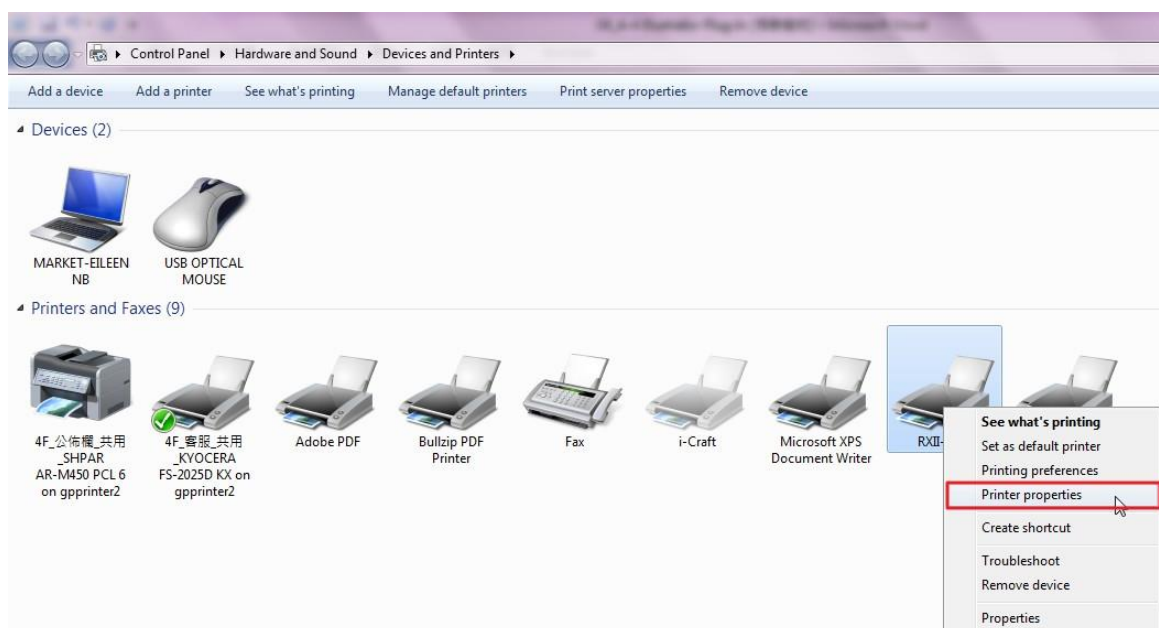 Control Panel ▸ Hardware and Sound ▸ Devices and Printers ▸
Add a device Add a printer See what's printing Manage default printers Print server properties Remove device
Devices (2)
MARKET-EILEEN
NB
USB OPTICAL
MOUSE
Printers and Faxes (9)
4F_公佈欄_共用
_SHPAR
AR-M450 PCL 6
on gpprinter2
4F_客服_共用
_KYOCERA
FS-2025D KX on
gpprinter2
Adobe PDF
Bullzip PDF
Printer
Fax
i-Craft
Microsoft XPS
Document Writer
RXII-
See what's printing
Set as default printer
Printing preferences
Printer properties
Create shortcut
Troubleshoot
Remove device
Properties